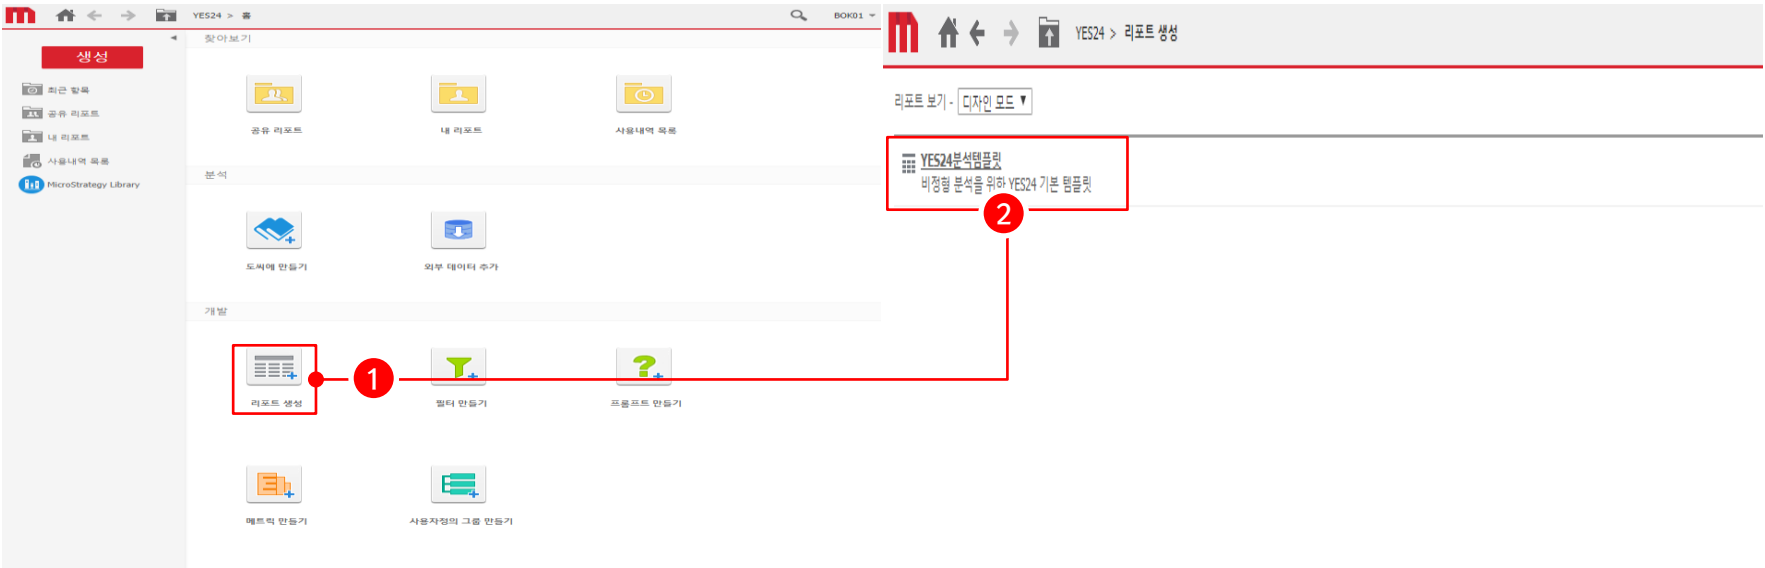 YES24 > 홈
BOK01
생성
최근 항목
공유 리포트
내 리포트
사용내역 목록
MicroStrategy Library
찾아보기
공유 리포트
내 리포트
사용내역 목록
분석
도씨에 만들기
외부 데이터 추가
개발
리포트 생성
1
필터 만들기
프롬프트 만들기
메트릭 만들기
사용자정의 그룹 만들기
YES24 > 리포트 생성
리포트 보기 - 디자인 모드
YES24분석템플릿
비정형 분석을 위하 YES24 기본 템플릿
2